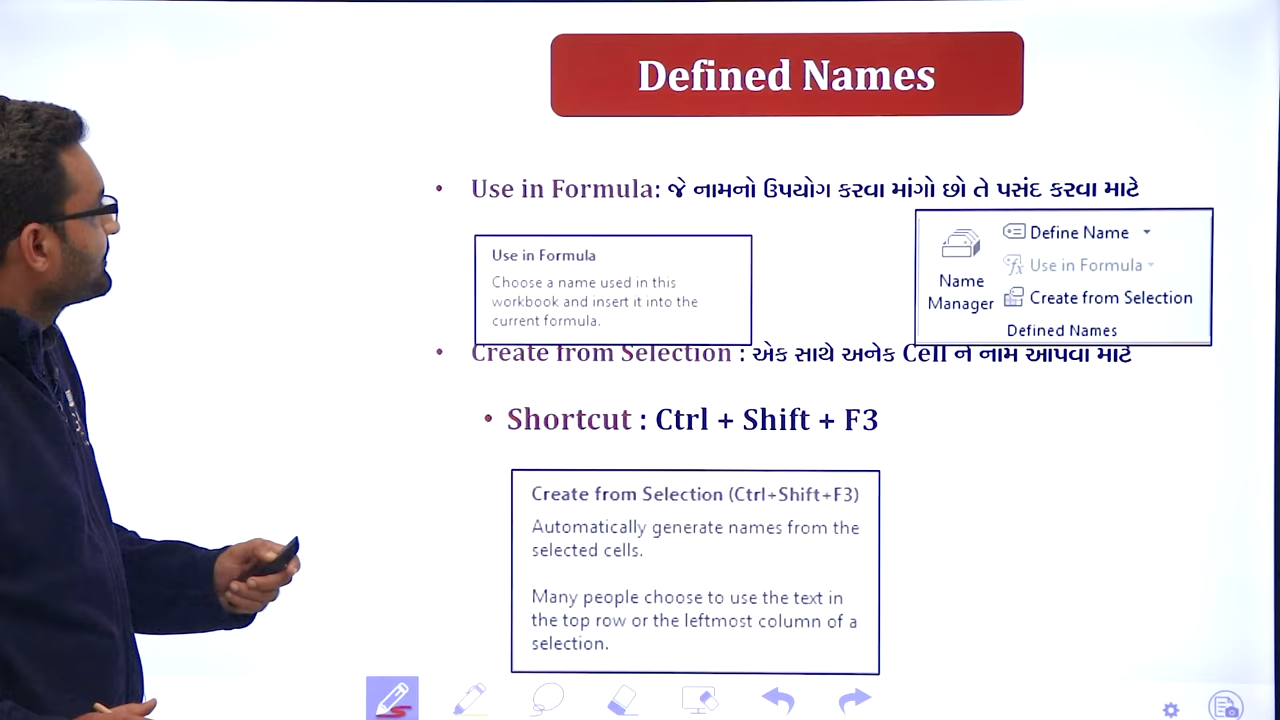 Defined Names
• Use in Formula: જે નામનો ઉપયોગ કરવા માંગો છો તે પસંદ કરવા માટે
Use in Formula
Choose a name used in this
workbook and insert it into the
current formula.
Define Name
Use in Formula
Create from Selection
Name
Manager
Defined Names
• Create from Selection : એક સાથે અનેક Cell ને નામ આપવા માટે
• Shortcut : Ctrl + Shift + F3
Create from Selection (Ctrl+Shift+F3)
Automatically generate names from the
selected cells.
Many people choose to use the text in
the top row or the leftmost column of a
selection.